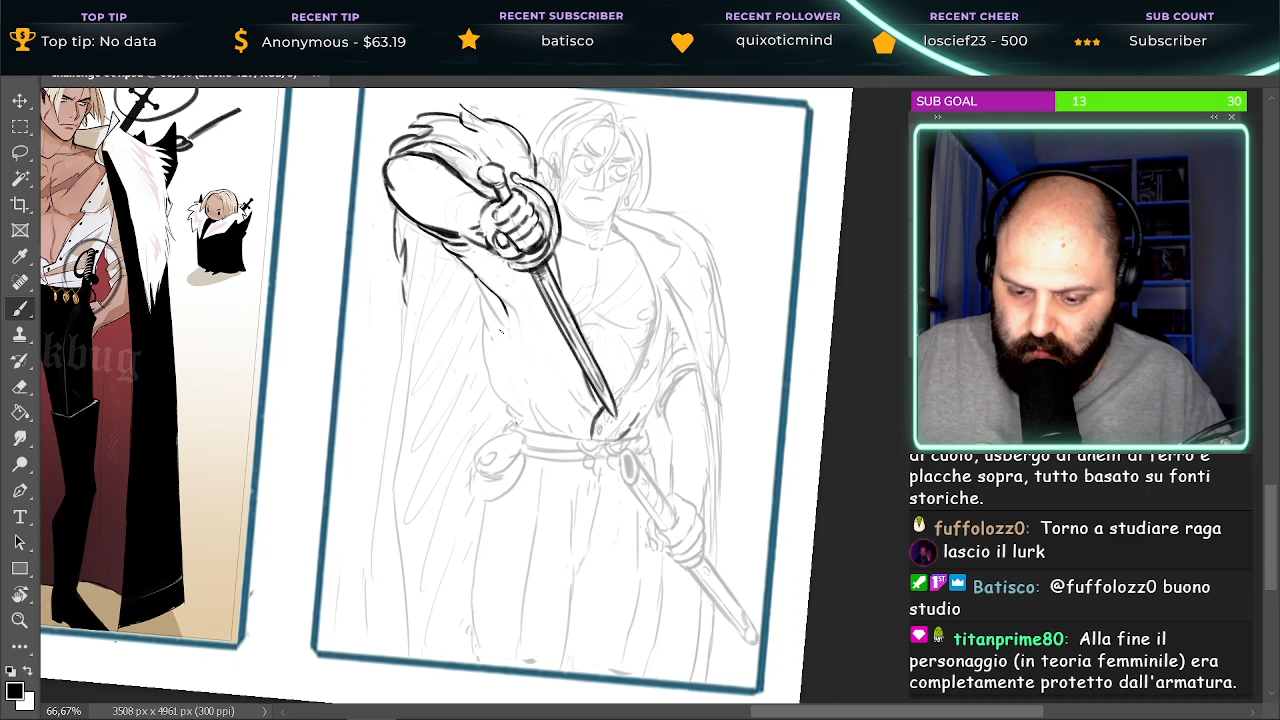 TOP TIP
Top tip: No data
RECENT TIP
Anonymous - $63.19
RECENT SUBSCRIBER
batisco
RECENT FOLLOWER
quixoticmind
RECENT CHEER
loscief23 - 500
SUB COUNT
Subscriber
SUB GOAL
13
30
kbug
di cuoio, usbergo di anelli di ferro e
placche sopra, tutto basato su fonti
storiche.
fuffolozz0: Torno a studiare raga
lascio il lurk
Batisco: @fuffolozz0 buono
studio
titanprime80: Alla fine il
personaggio (in teoria femminile) era
completamente protetto dall'armatura.
66,67%
3508 px x 4961 px (300 ppi)